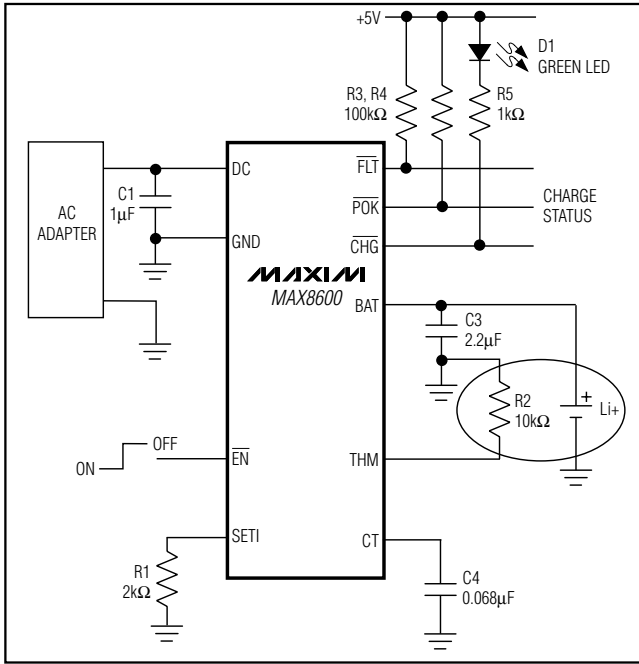 +5V
D1
GREEN LED
R3, R4
100kΩ
R5
1kΩ
AC
ADAPTER
C1
1µF
DC
GND
FLT
POK
CHG
CHARGE
STATUS
MAXIM
MAX8600
BAT
C3
2.2µF
R2
10kΩ
+
Li+
ON
OFF
EN
THM
SETI
R1
2kΩ
CT
C4
0.068µF